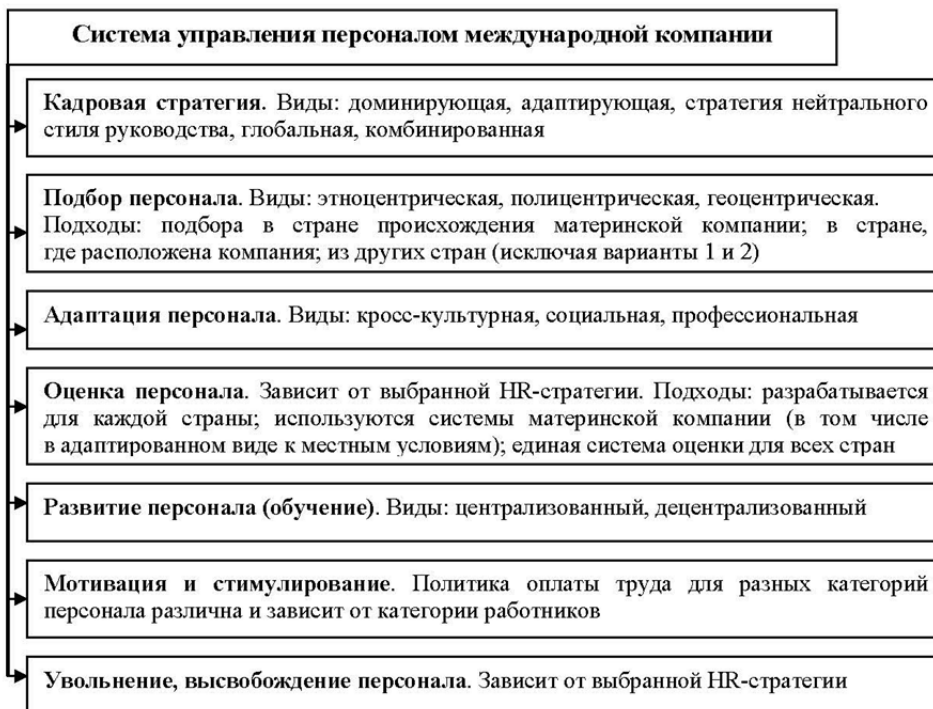 Система управления персоналом международной компании
Кадровая стратегия. Виды: доминирующая, адаптирующая, стратегия нейтрального
стиля руководства, глобальная, комбинированная
Подбор персонала. Виды: этноцентрическая, полицентрическая, геоцентрическая.
Подходы: подбора в стране происхождения материнской компании; в стране,
где расположена компания; из других стран (исключая варианты 1 и 2)
Адаптация персонала. Виды: кросс-культурная, социальная, профессиональная
Оценка персонала. Зависит от выбранной HR-стратегии. Подходы: разрабатывается
для каждой страны; используются системы материнской компании (в том числе
в адаптированном виде к местным условиям); единая система оценки для всех стран
Развитие персонала (обучение). Виды: централизованный, децентрализованный
Мотивация и стимулирование. Политика оплаты труда для разных категорий
персонала различна и зависит от категории работников
Увольнение, высвобождение персонала. Зависит от выбранной HR-стратегии